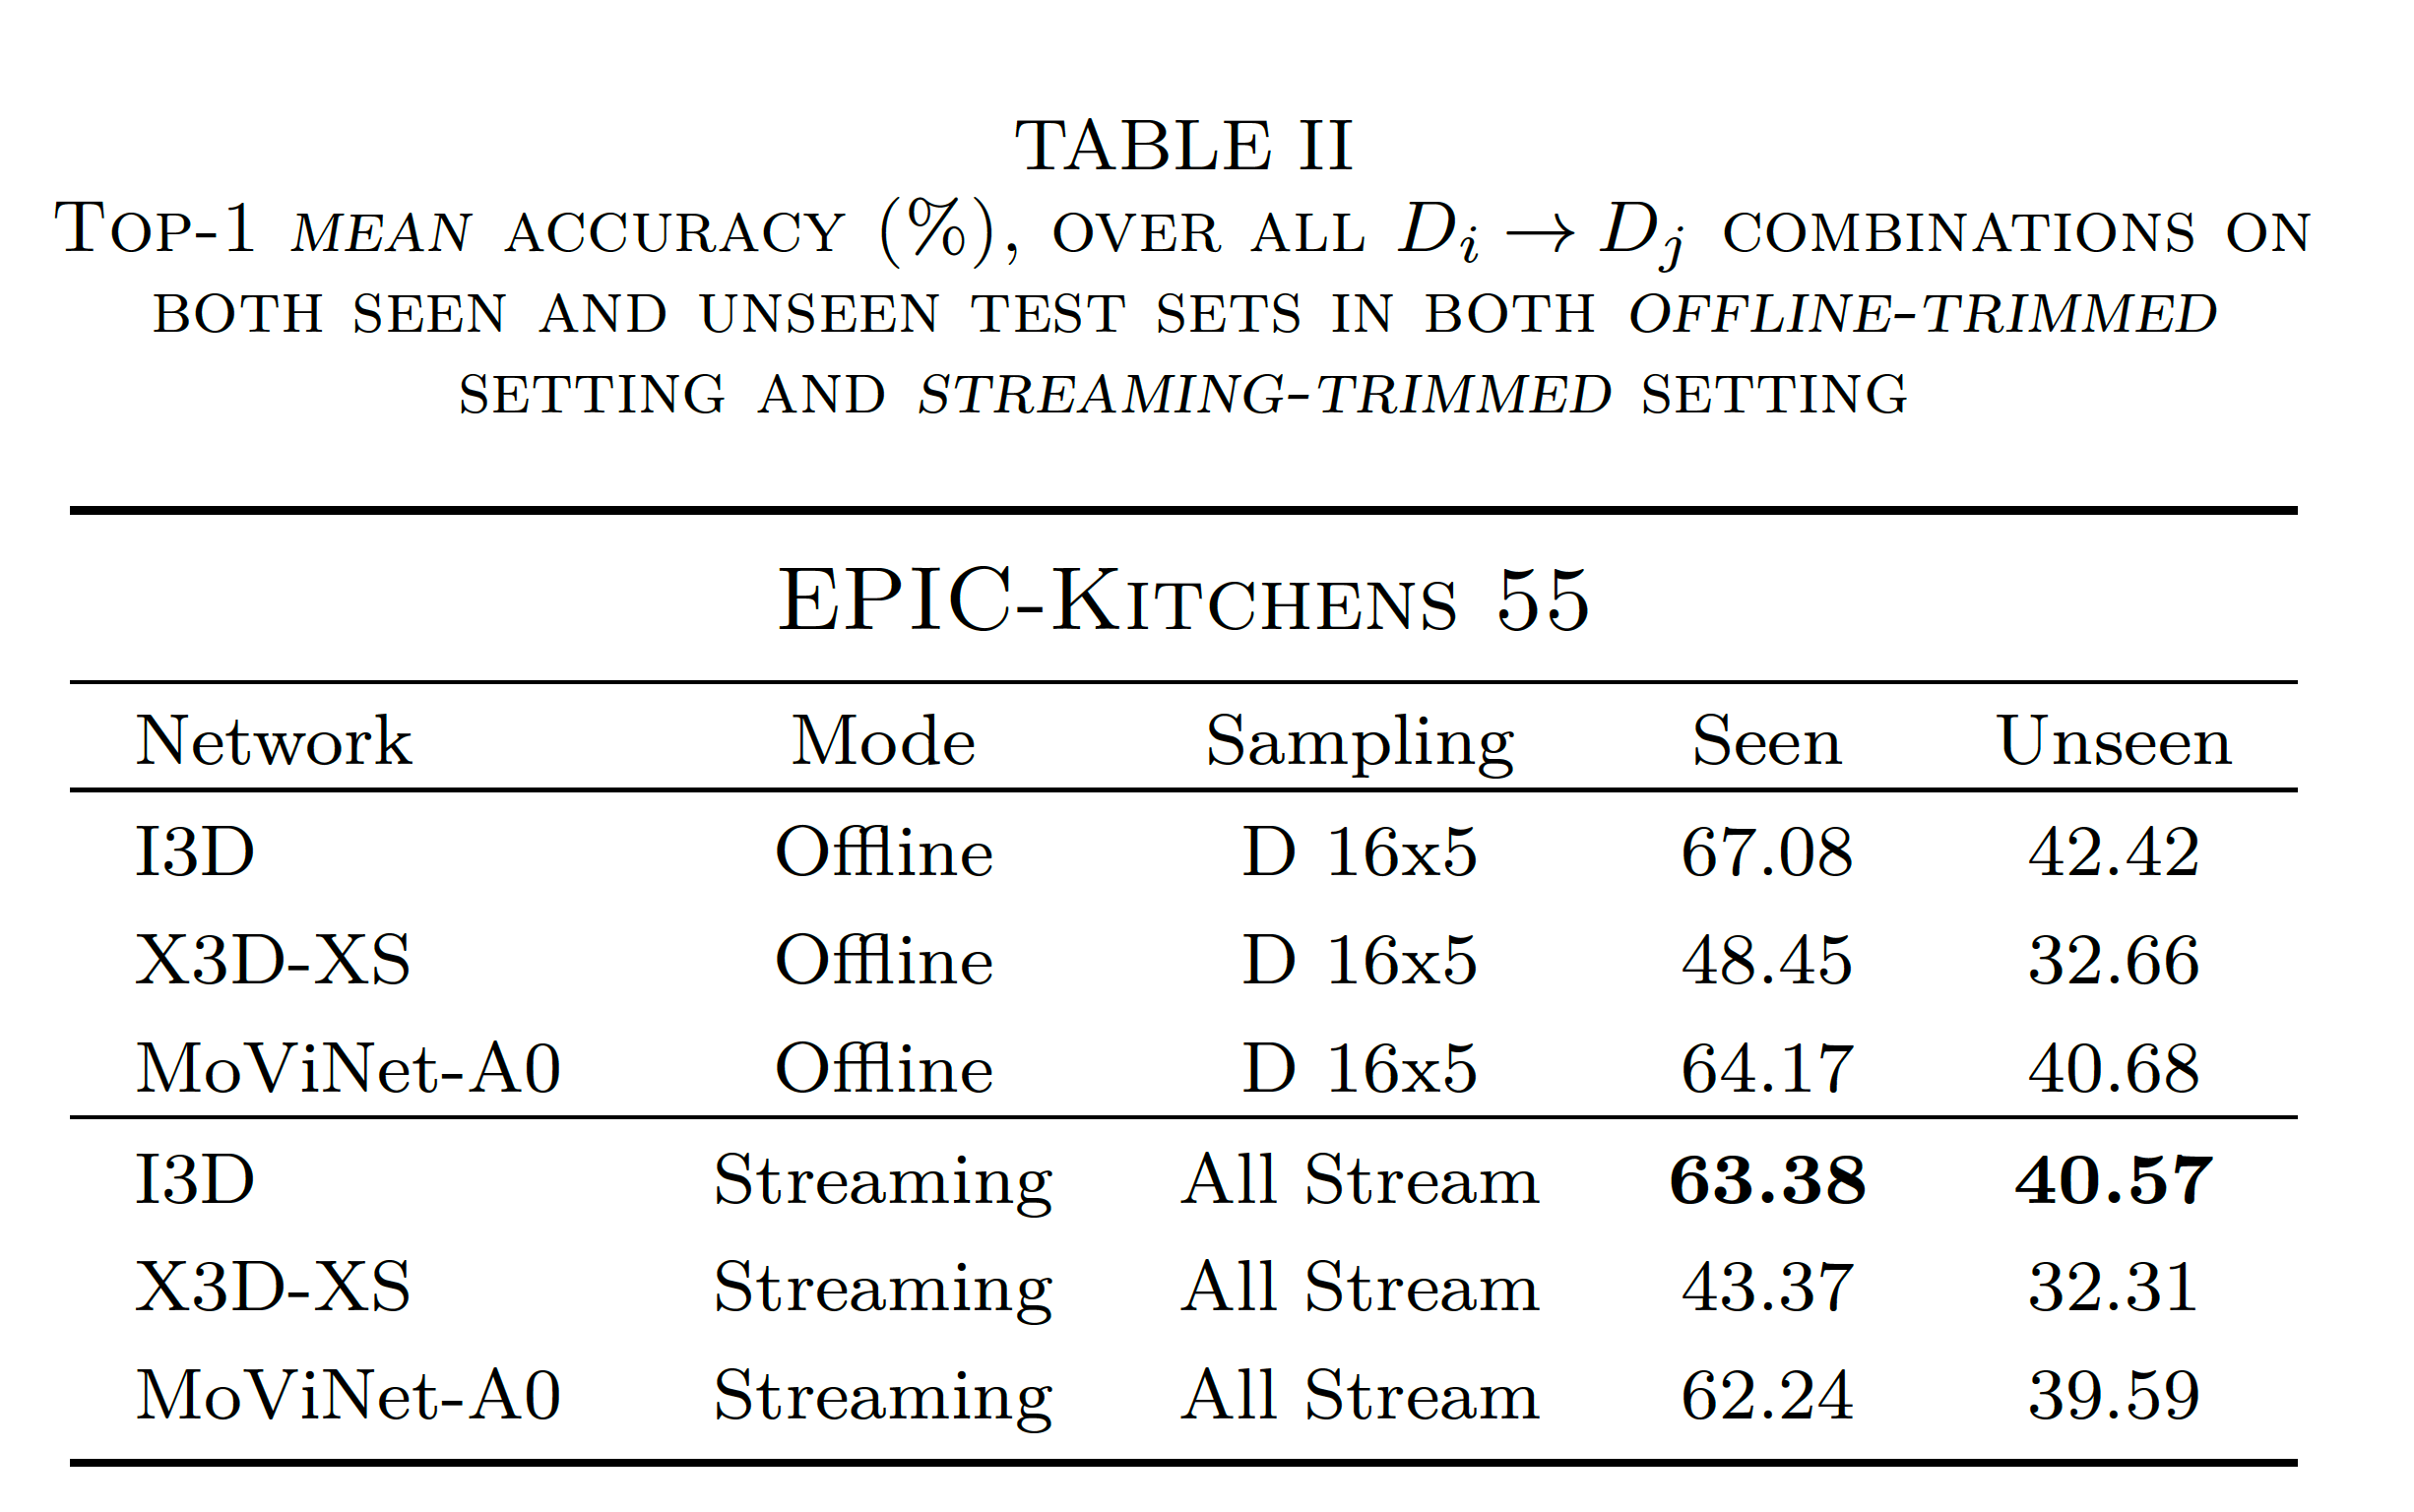 TABLE II
Top-1 mean accuracy (%), over all D_i → D_j combinations on
both seen and unseen test sets in both offline-trimmed
setting and streaming-trimmed setting
EPIC-Kitchens 55
Network Mode Sampling Seen Unseen
I3D Offline D 16x5 67.08 42.42
X3D-XS Offline D 16x5 48.45 32.66
MoViNet-A0 Offline D 16x5 64.17 40.68
I3D Streaming All Stream 63.38 40.57
X3D-XS Streaming All Stream 43.37 32.31
MoViNet-A0 Streaming All Stream 62.24 39.59